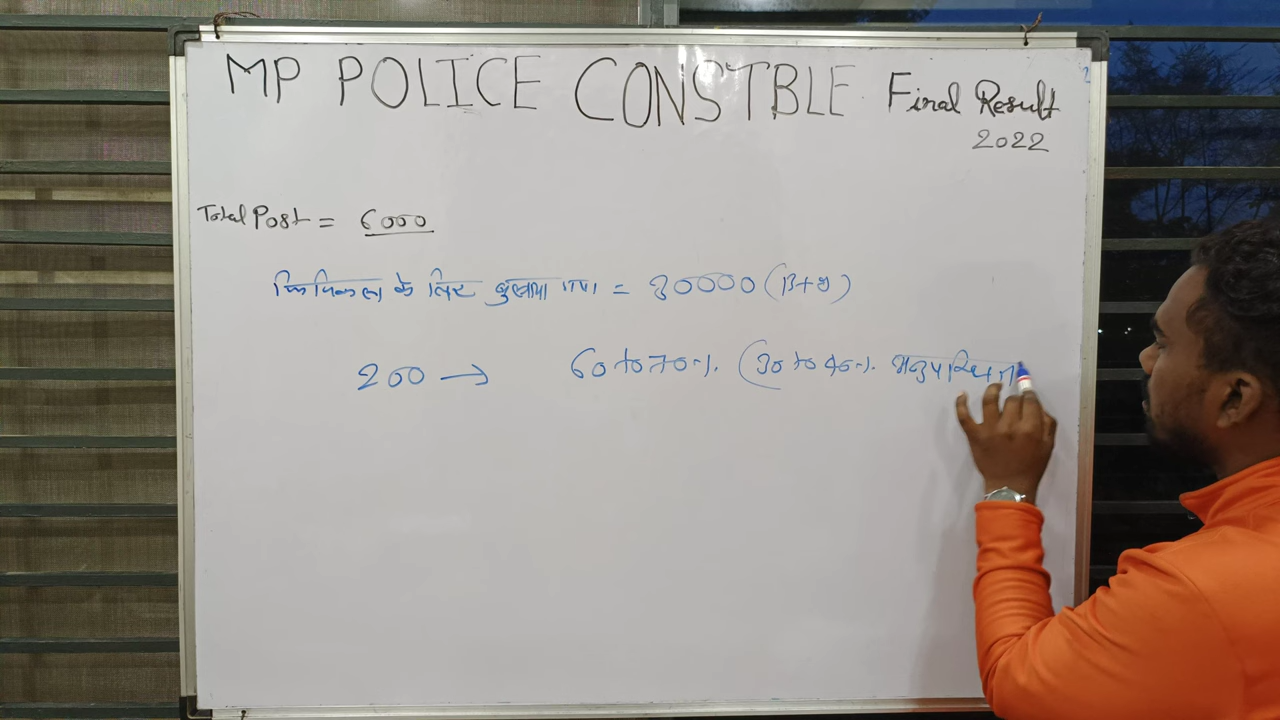 MP POLICE CONSTBLE Final Result
2022
Total Post = 6000
फिजिकल के लिए बुलाया गया = 30000 (B+G)
200 → 60 to 70%. (30 to 40%. अनुपस्थित